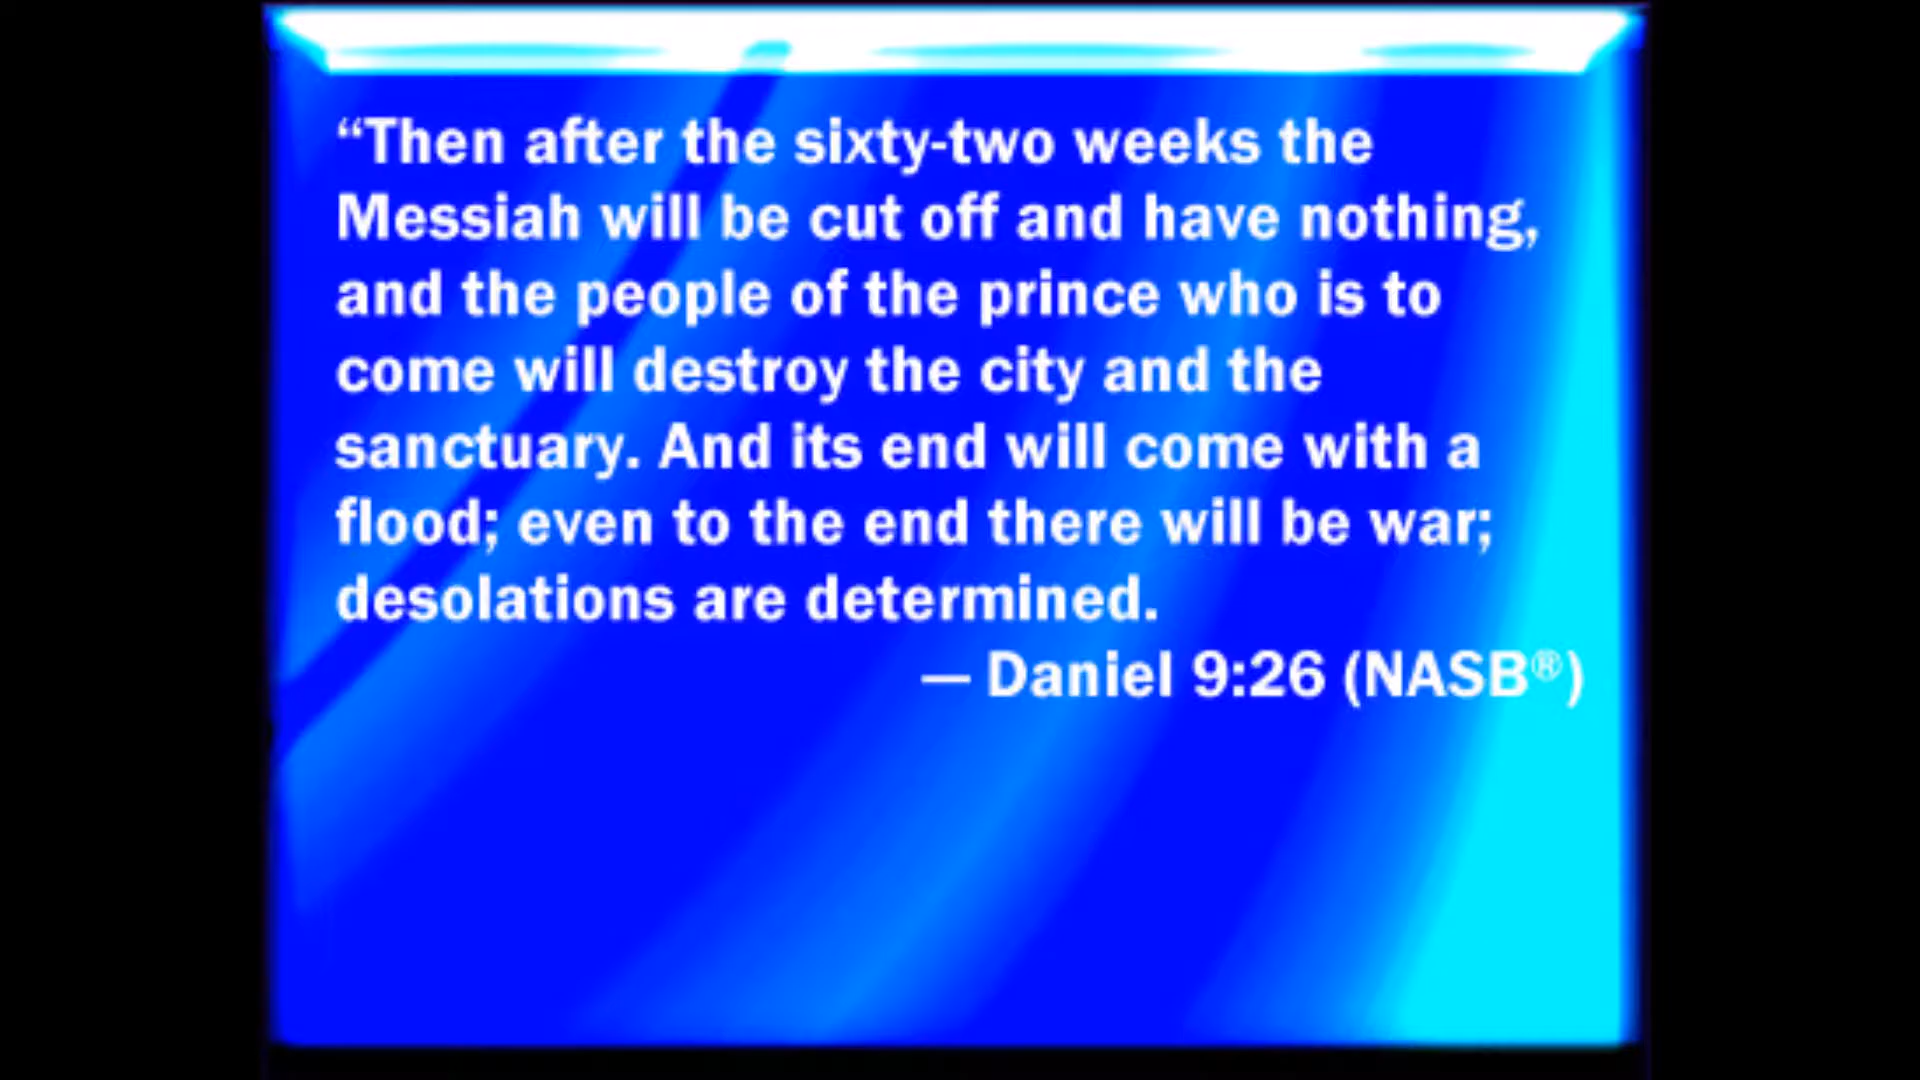 “Then after the sixty-two weeks the
Messiah will be cut off and have nothing,
and the people of the prince who is to
come will destroy the city and the
sanctuary. And its end will come with a
flood; even to the end there will be war;
desolations are determined.
— Daniel 9:26 (NASB®)